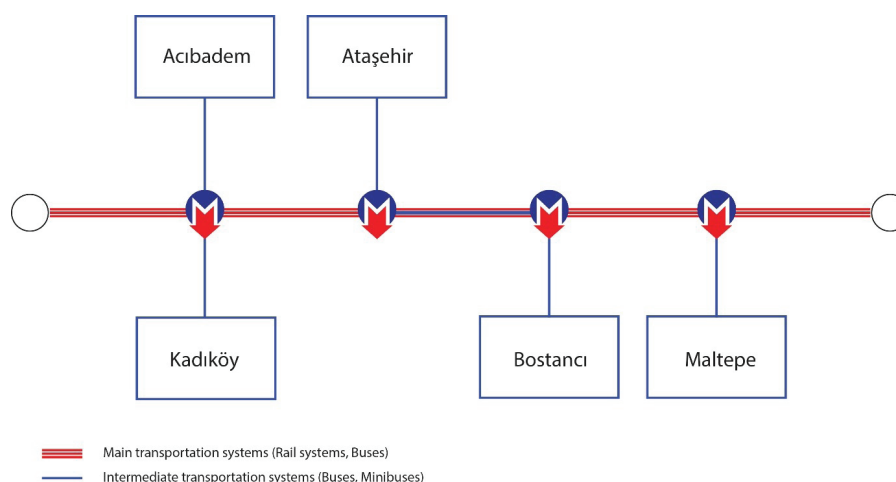 Acıbadem
Ataşehir
Kadıköy
Bostancı
Maltepe
Main transportation systems (Rail systems, Buses)
Intermediate transportation systems (Buses, Minibuses)